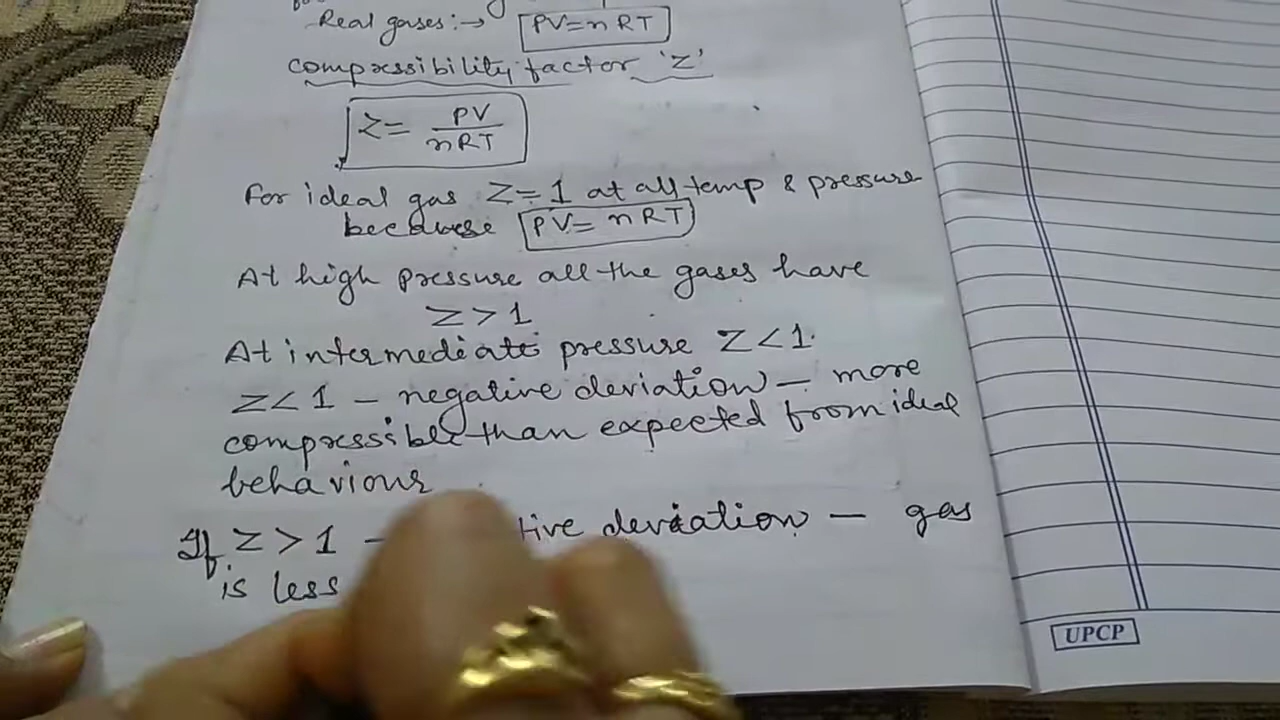 Real gases:→ PV=nRT
compressibility factor 'Z'
Z= PV/nRT
For ideal gas Z=1 at all temp & pressure
because PV= nRT
At high pressure all the gases have
Z>1
At intermediate pressure Z<1.
Z<1 – negative deviation – more
compressible than expected from ideal
behaviour
If Z>1 – tive deviation – gas
is less
UPCP